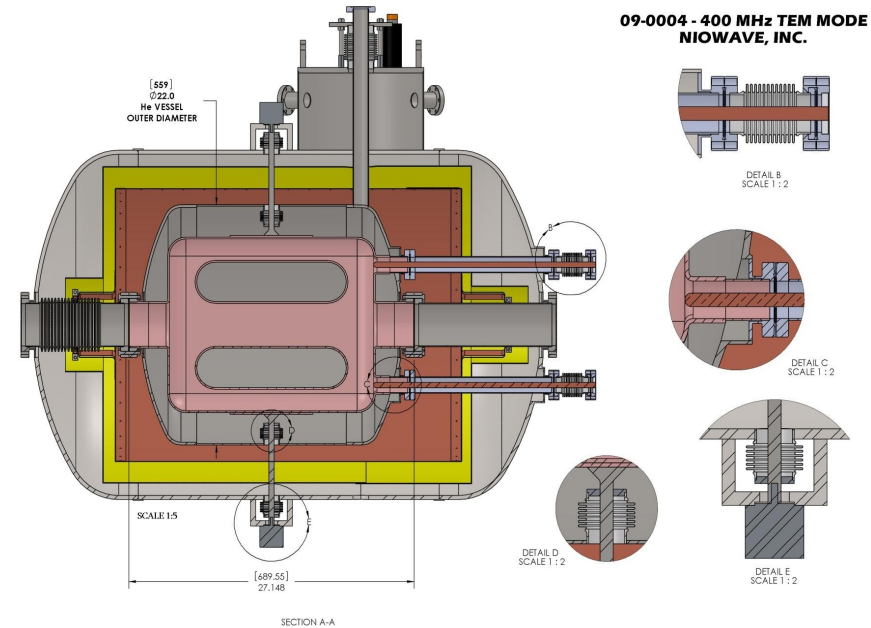 09-0004 - 400 MHz TEM MODE
NIOWAVE, INC.
[559]
∅22.0
He VESSEL
OUTER DIAMETER
B
DETAIL B
SCALE 1 : 2
C
DETAIL C
SCALE 1 : 2
D
E
SCALE 1:5
DETAIL D
SCALE 1 : 2
DETAIL E
SCALE 1 : 2
[689.55]
27.148
SECTION A-A